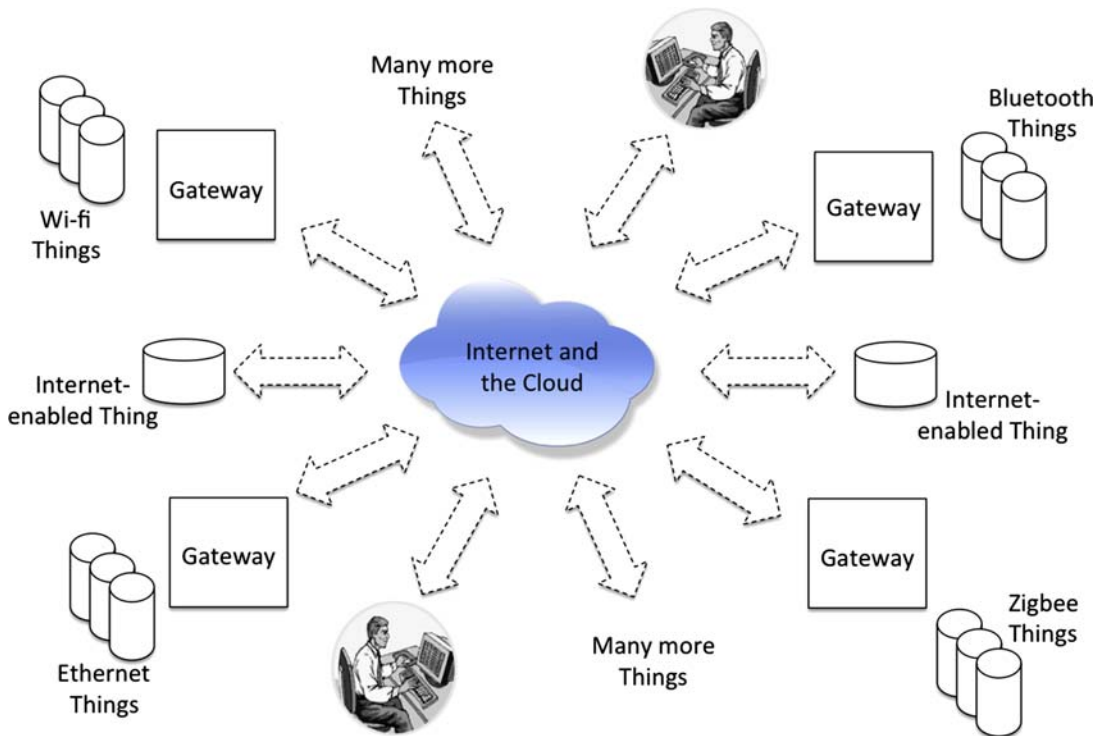 Many more
Things
Bluetooth
Things
Gateway
Wi-fi
Things
Gateway
Internet and
the Cloud
Internet-
enabled Thing
Internet-
enabled Thing
Gateway
Ethernet
Things
Gateway
Zigbee
Things
Many more
Things